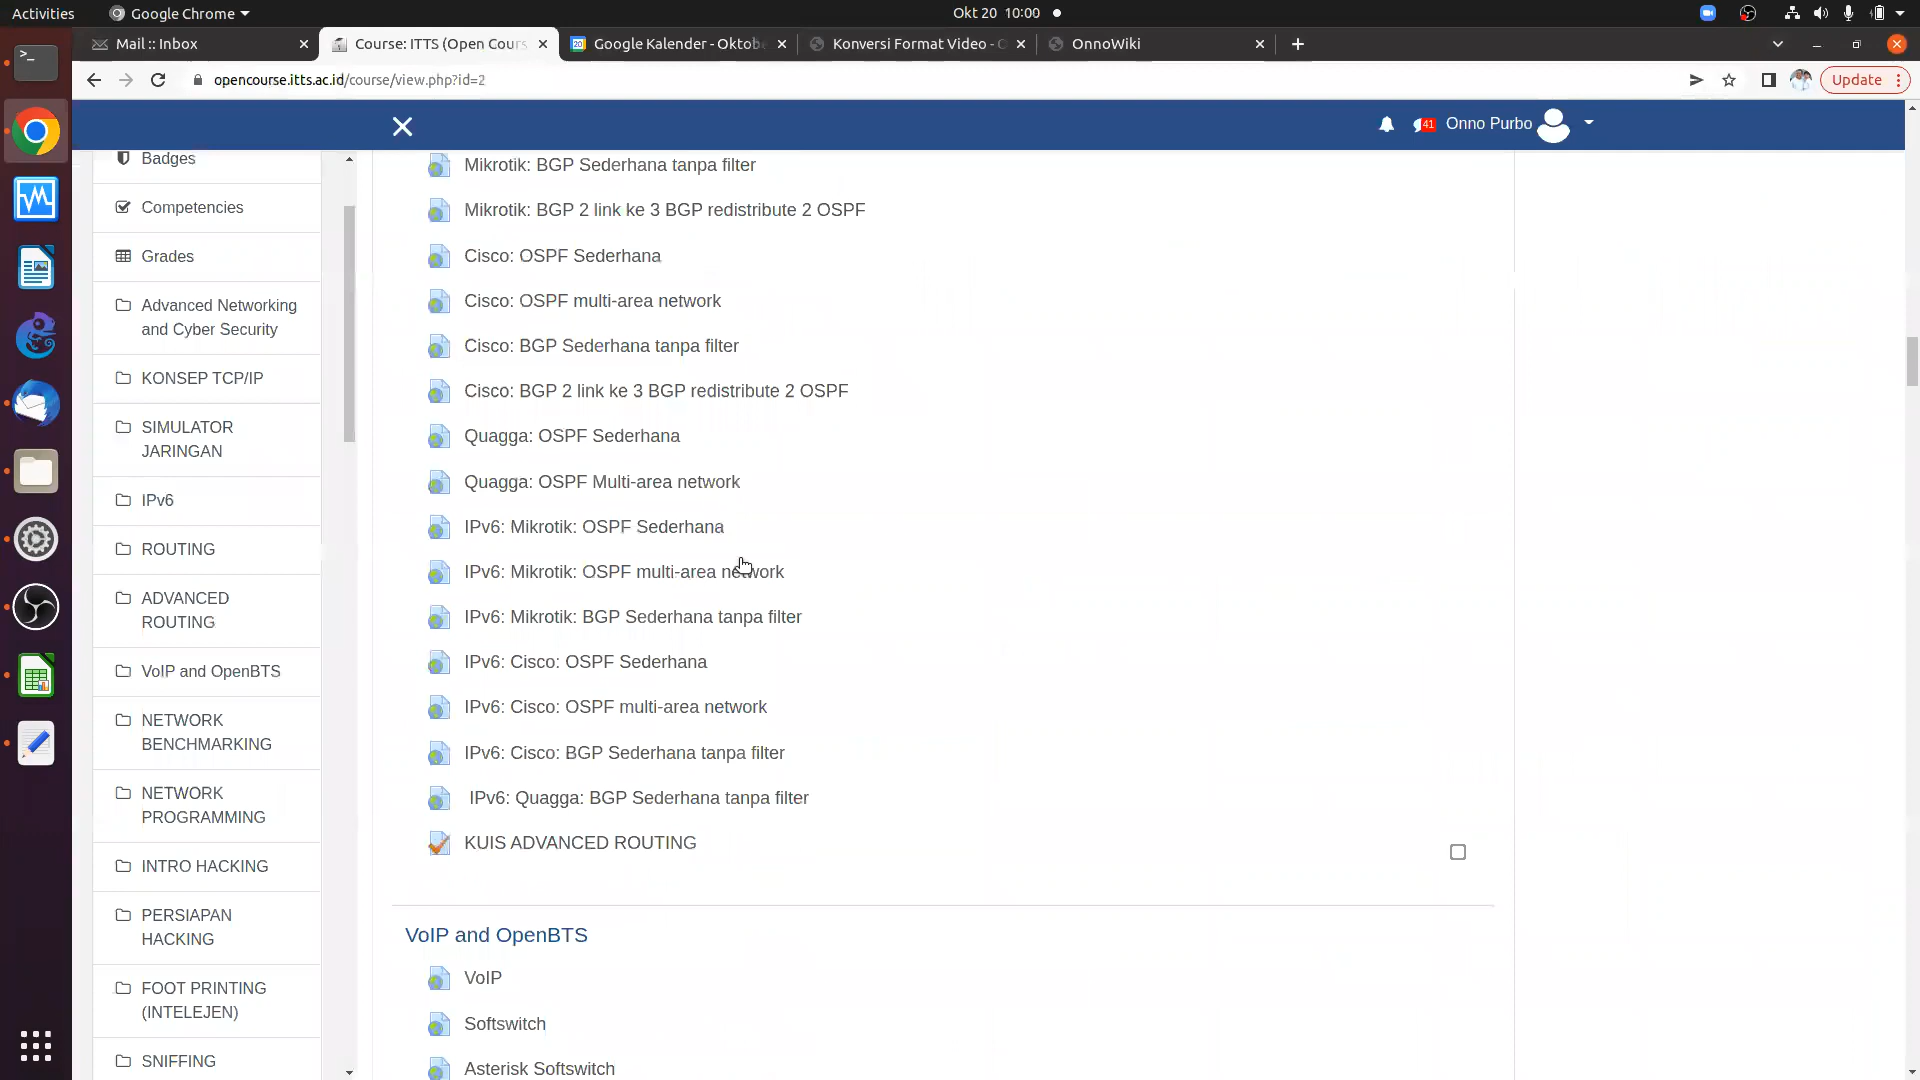 Activities
Google Chrome
Okt 20 10:00
Mail :: Inbox
Course: ITTS (Open Cours
Google Kalender - Oktobe
Konversi Format Video - O
OnnoWiki
opencourse.itts.ac.id/course/view.php?id=2
Update
41
Onno Purbo
Badges
Competencies
Grades
Advanced Networking
and Cyber Security
KONSEP TCP/IP
SIMULATOR
JARINGAN
IPv6
ROUTING
ADVANCED
ROUTING
VoIP and OpenBTS
NETWORK
BENCHMARKING
NETWORK
PROGRAMMING
INTRO HACKING
PERSIAPAN
HACKING
FOOT PRINTING
(INTELEJEN)
SNIFFING
Mikrotik: BGP Sederhana tanpa filter
Mikrotik: BGP 2 link ke 3 BGP redistribute 2 OSPF
Cisco: OSPF Sederhana
Cisco: OSPF multi-area network
Cisco: BGP Sederhana tanpa filter
Cisco: BGP 2 link ke 3 BGP redistribute 2 OSPF
Quagga: OSPF Sederhana
Quagga: OSPF Multi-area network
IPv6: Mikrotik: OSPF Sederhana
IPv6: Mikrotik: OSPF multi-area network
IPv6: Mikrotik: BGP Sederhana tanpa filter
IPv6: Cisco: OSPF Sederhana
IPv6: Cisco: OSPF multi-area network
IPv6: Cisco: BGP Sederhana tanpa filter
IPv6: Quagga: BGP Sederhana tanpa filter
KUIS ADVANCED ROUTING
VoIP and OpenBTS
VoIP
Softswitch
Asterisk Softswitch